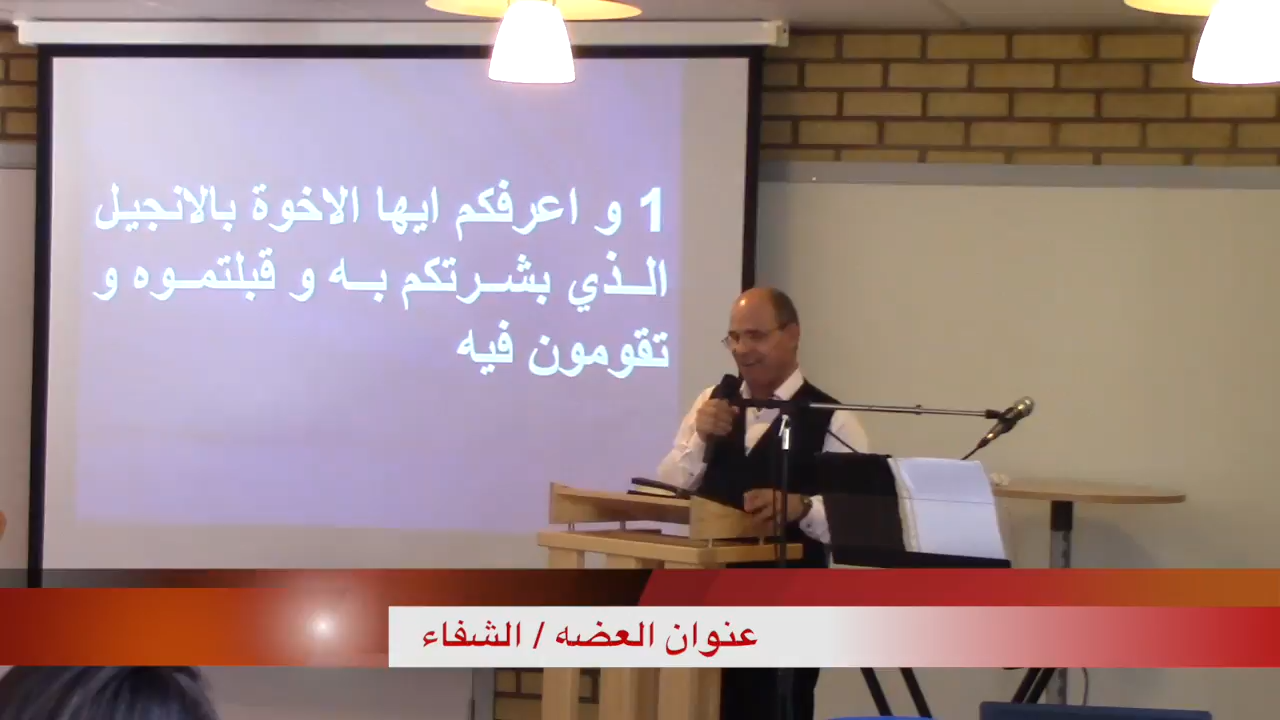 1 و اعرفكم ايها الاخوة بالانجيل
الـذي بشـرتكم بـه و قبلتمـوه و
تقومون فيه
عنوان العضه / الشفاء